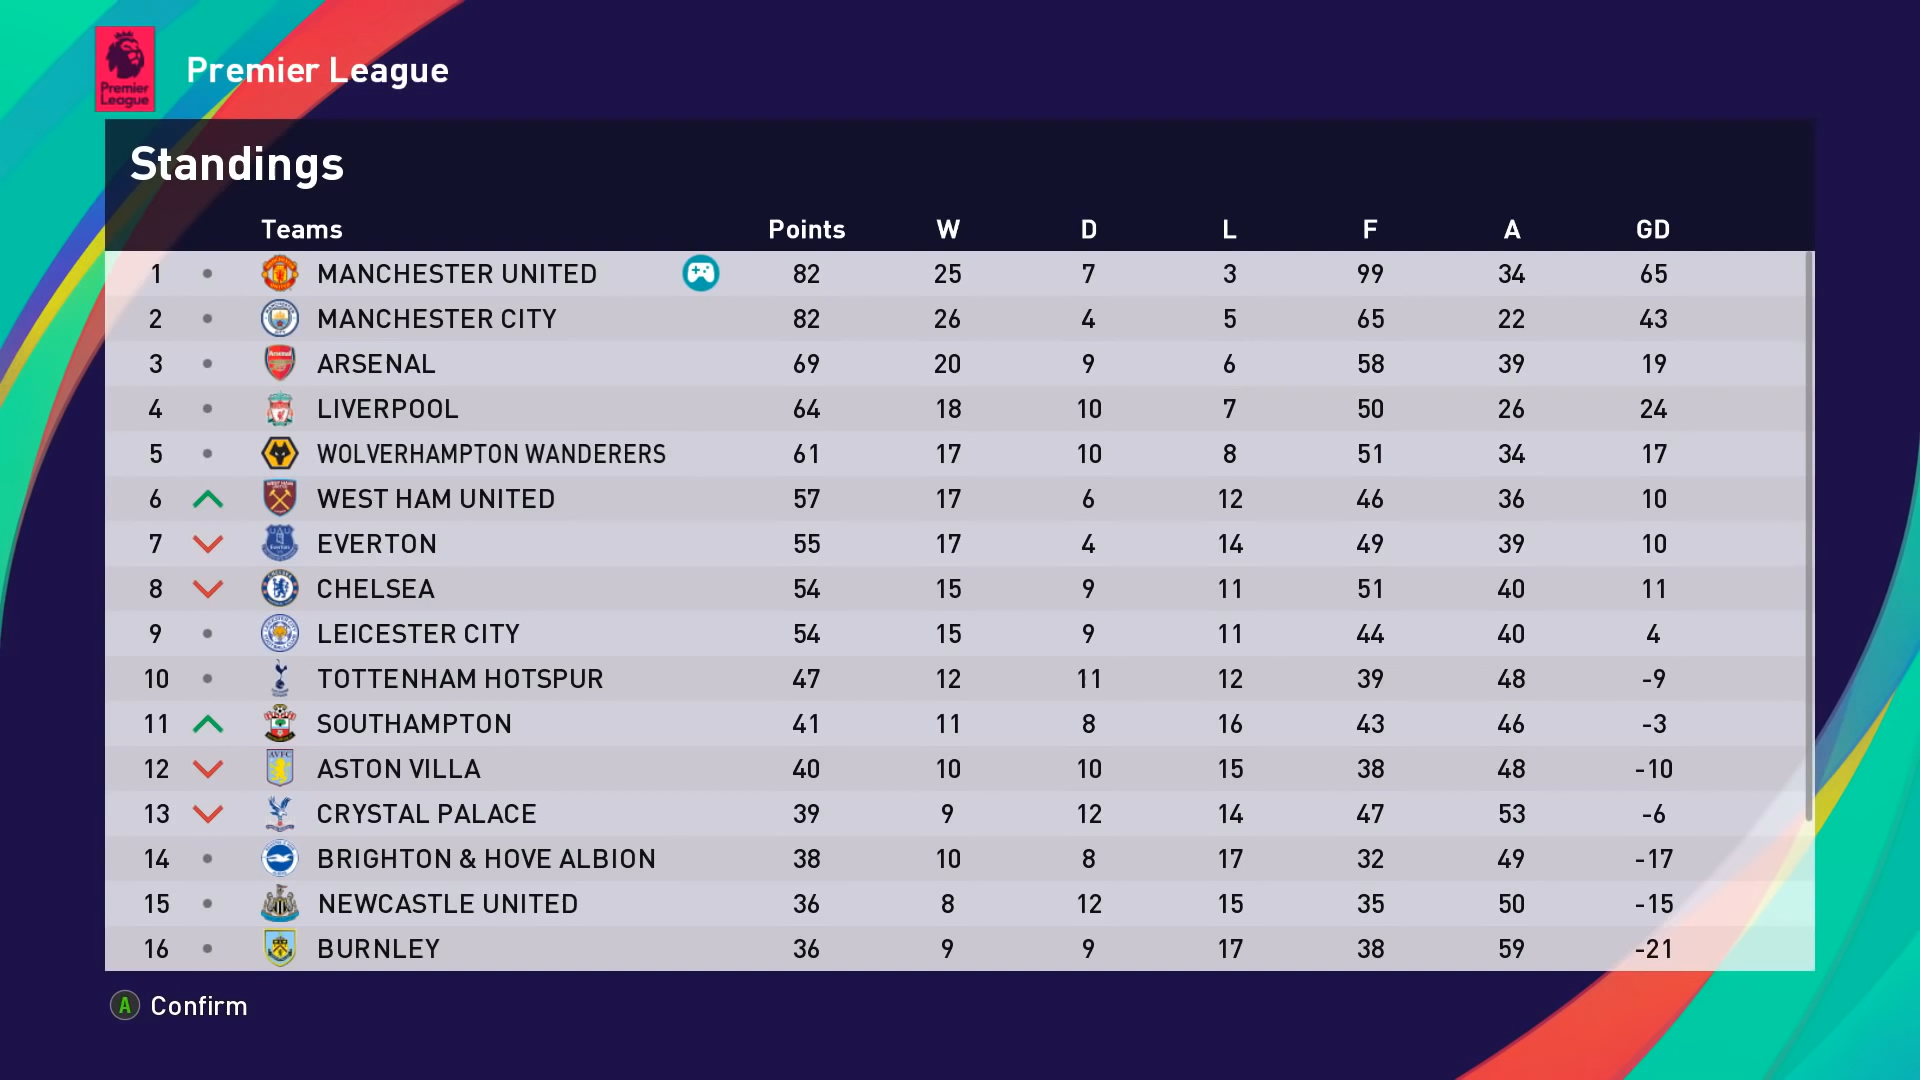 Premier League
Premier League
Standings
Teams Points W D L F A GD
1 MANCHESTER UNITED 82 25 7 3 99 34 65
2 MANCHESTER CITY 82 26 4 5 65 22 43
3 ARSENAL 69 20 9 6 58 39 19
4 LIVERPOOL 64 18 10 7 50 26 24
5 WOLVERHAMPTON WANDERERS 61 17 10 8 51 34 17
6 WEST HAM UNITED 57 17 6 12 46 36 10
7 EVERTON 55 17 4 14 49 39 10
8 CHELSEA 54 15 9 11 51 40 11
9 LEICESTER CITY 54 15 9 11 44 40 4
10 TOTTENHAM HOTSPUR 47 12 11 12 39 48 -9
11 SOUTHAMPTON 41 11 8 16 43 46 -3
12 ASTON VILLA 40 10 10 15 38 48 -10
13 CRYSTAL PALACE 39 9 12 14 47 53 -6
14 BRIGHTON & HOVE ALBION 38 10 8 17 32 49 -17
15 NEWCASTLE UNITED 36 8 12 15 35 50 -15
16 BURNLEY 36 9 9 17 38 59 -21
A Confirm